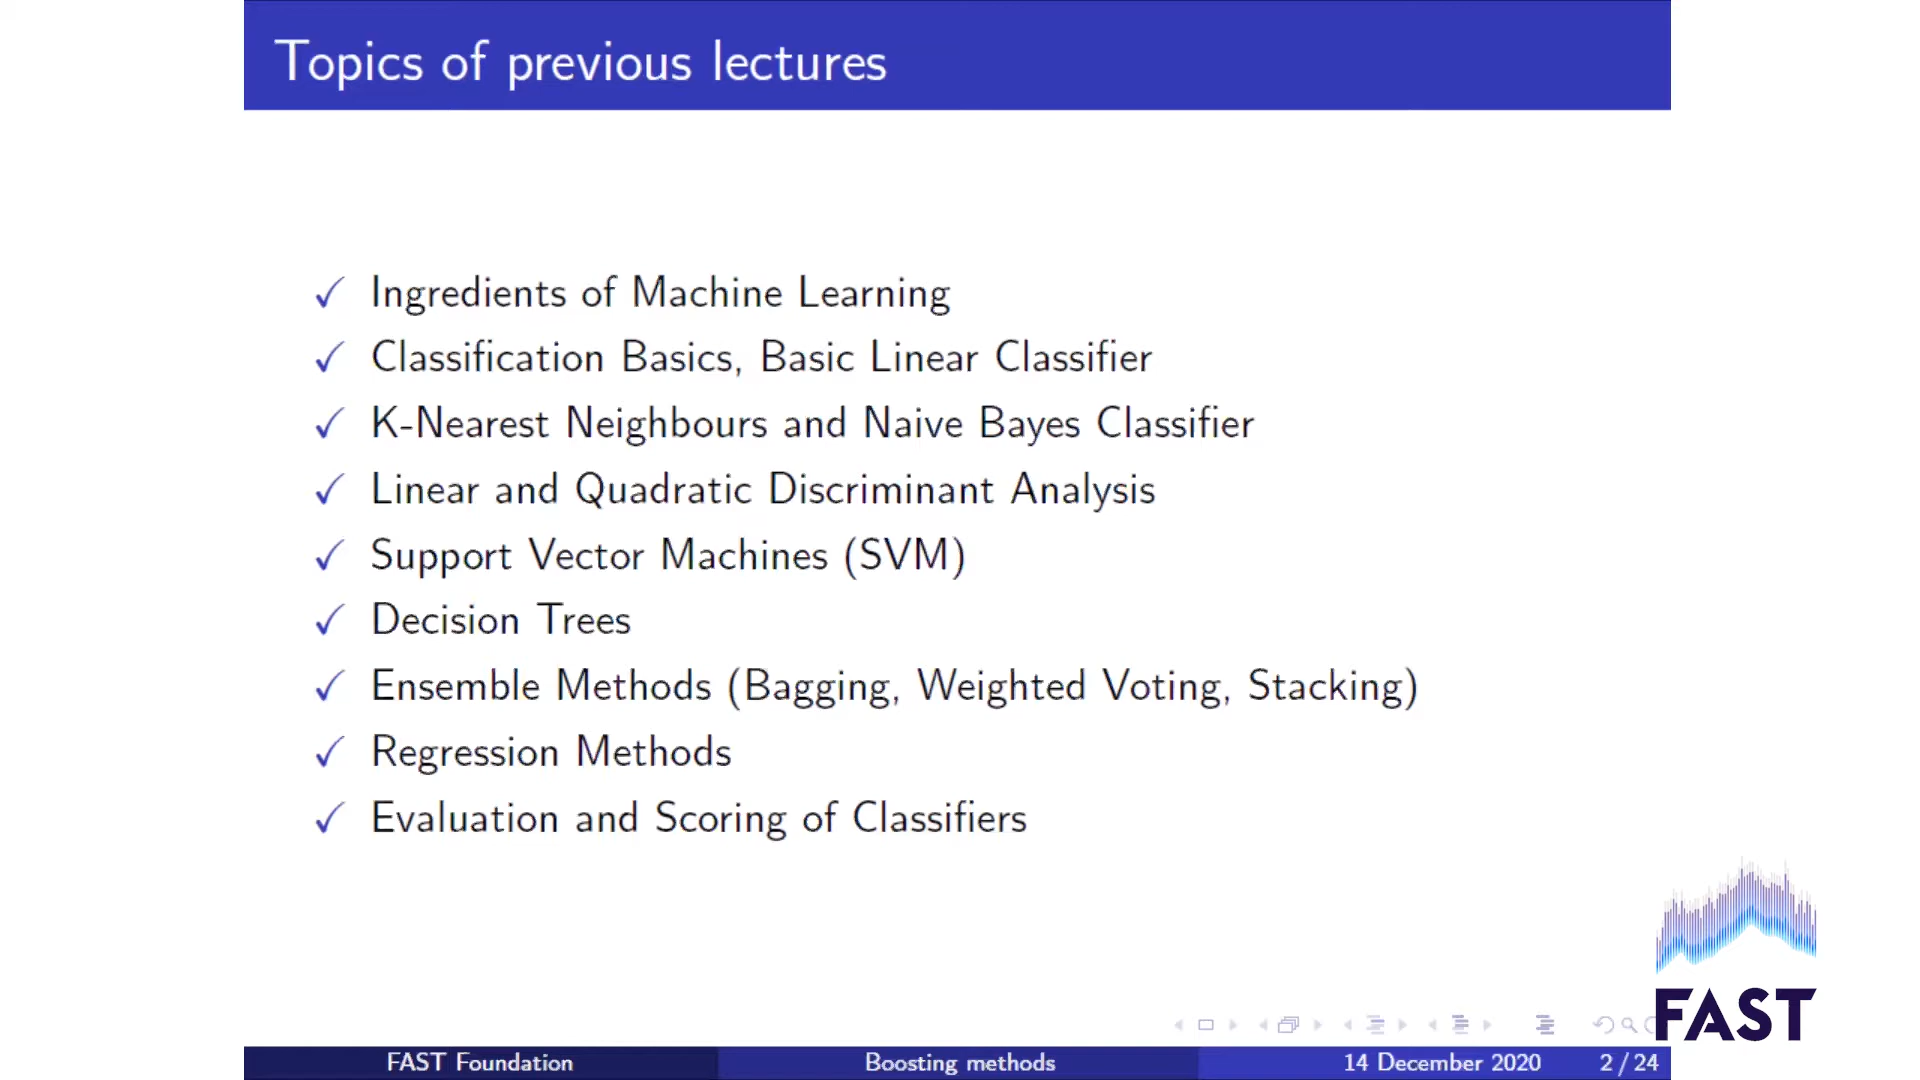 Topics of previous lectures
✓ Ingredients of Machine Learning
✓ Classification Basics, Basic Linear Classifier
✓ K-Nearest Neighbours and Naive Bayes Classifier
✓ Linear and Quadratic Discriminant Analysis
✓ Support Vector Machines (SVM)
✓ Decision Trees
✓ Ensemble Methods (Bagging, Weighted Voting, Stacking)
✓ Regression Methods
✓ Evaluation and Scoring of Classifiers
FAST
FAST Foundation
Boosting methods
14 December 2020
2 / 24